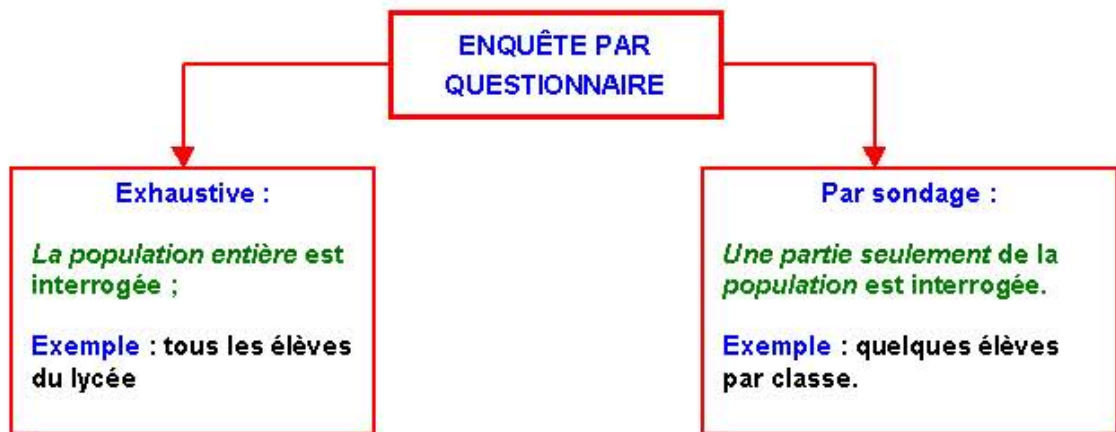 ENQUÊTE PAR
QUESTIONNAIRE
Exhaustive :
La population entière est
interrogée ;
Exemple : tous les élèves
du lycée
Par sondage :
Une partie seulement de la
population est interrogée.
Exemple : quelques élèves
par classe.